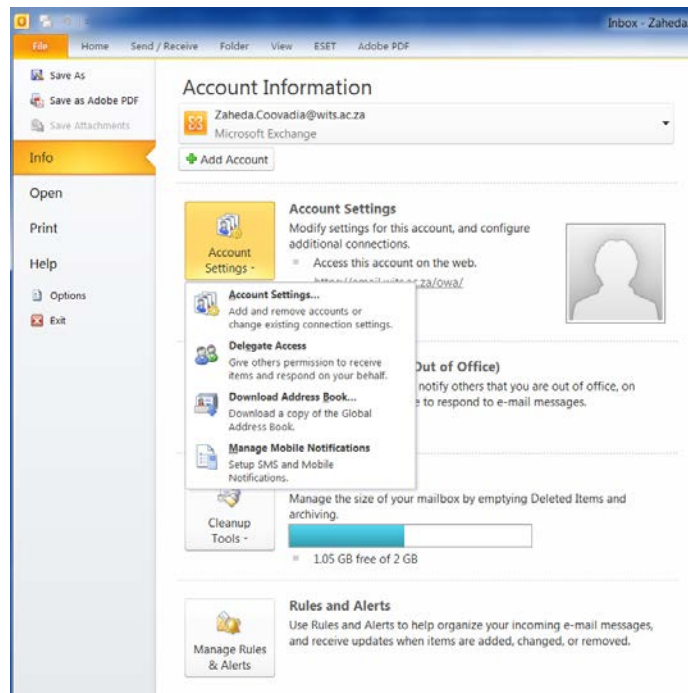 Inbox - Zaheda
File Home Send / Receive Folder View ESET Adobe PDF
Save As
Save as Adobe PDF
Save Attachments
Info
Open
Print
Help
Options
Exit
Account Information
Zaheda.Coovadia@wits.ac.za
Microsoft Exchange
Add Account
Account Settings
Account Settings
Modify settings for this account, and configure
additional connections.
Access this account on the web.
https://email.wits.ac.za/owa/
Account Settings...
Add and remove accounts or
change existing connection settings.
Delegate Access
Give others permission to receive
items and respond on your behalf.
Download Address Book...
Download a copy of the Global
Address Book.
Manage Mobile Notifications
Setup SMS and Mobile
Notifications.
Out of Office)
notify others that you are out of office, on
to respond to e-mail messages.
Cleanup
Tools
Manage the size of your mailbox by emptying Deleted Items and
archiving.
1.05 GB free of 2 GB
Manage Rules
& Alerts
Rules and Alerts
Use Rules and Alerts to help organize your incoming e-mail messages,
and receive updates when items are added, changed, or removed.